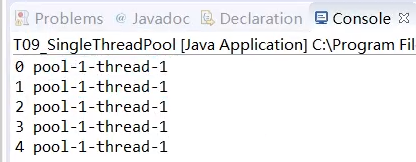 Problems @ Javadoc Declaration Console
T09_SingleThreadPool [Java Application] C:\Program File
0 pool-1-thread-1
1 pool-1-thread-1
2 pool-1-thread-1
3 pool-1-thread-1
4 pool-1-thread-1